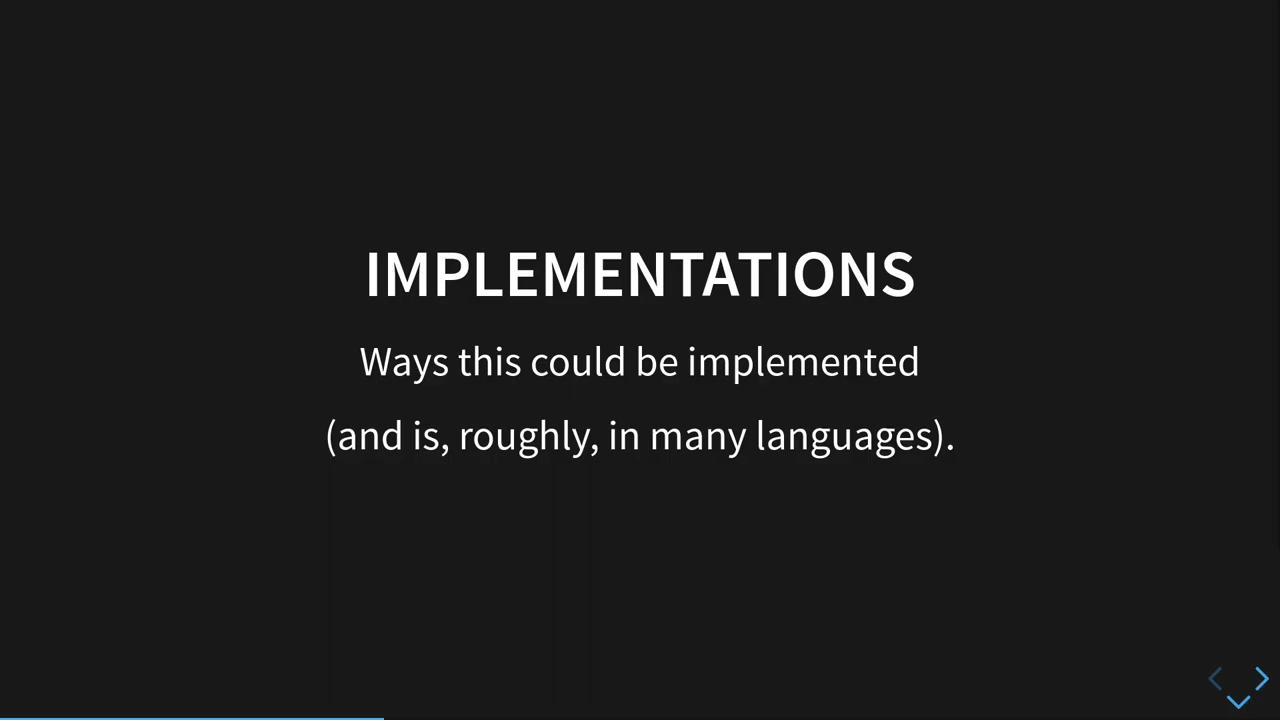 IMPLEMENTATIONS
Ways this could be implemented
(and is, roughly, in many languages).